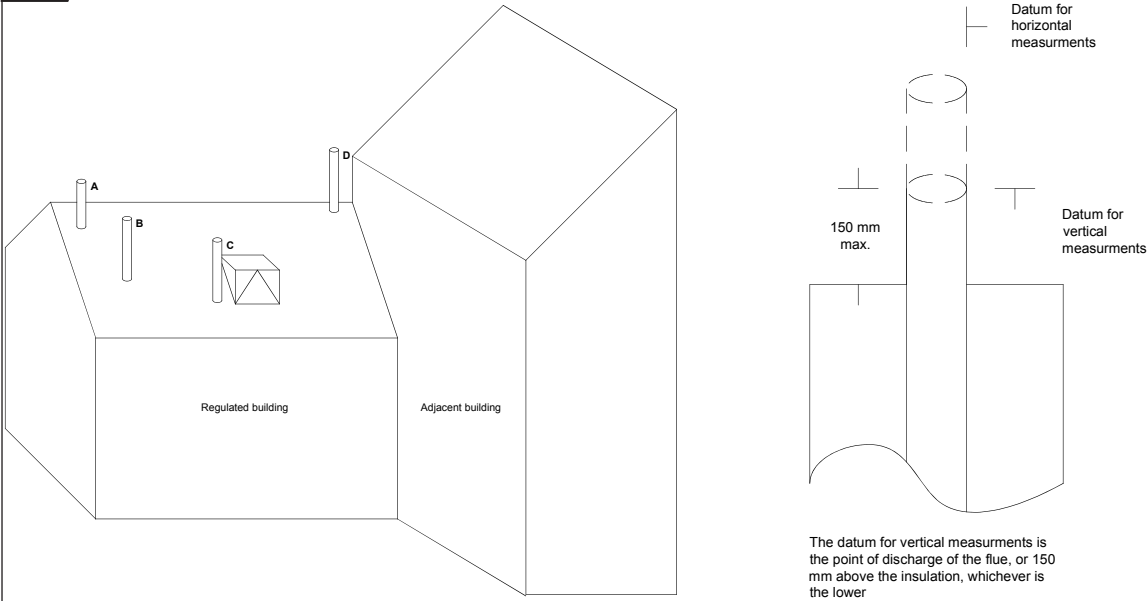 A
B
C
D
Regulated building
Adjacent building
Datum for
horizontal
measurments
150 mm
max.
Datum for
vertical
measurments
The datum for vertical measurments is
the point of discharge of the flue, or 150
mm above the insulation, whichever is
the lower